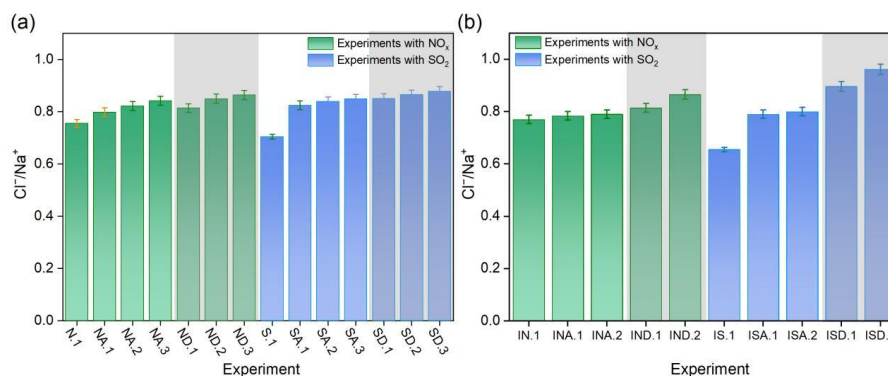 (a)
1.0
0.8
0.6
0.4
0.2
0.0
Cl⁻/Na⁺
Experiments with NOₓ
Experiments with SO₂
N.1 NA.1 NA.2 NA.3 ND.1 ND.2 ND.3 S.1 SA.1 SA.2 SA.3 SD.1 SD.2 SD.3
Experiment
(b)
1.0
0.8
0.6
0.4
0.2
0.0
Cl⁻/Na⁺
Experiments with NOₓ
Experiments with SO₂
IN.1 INA.1 INA.2 IND.1 IND.2 IS.1 ISA.1 ISA.2 ISD.1 ISD.
Experiment